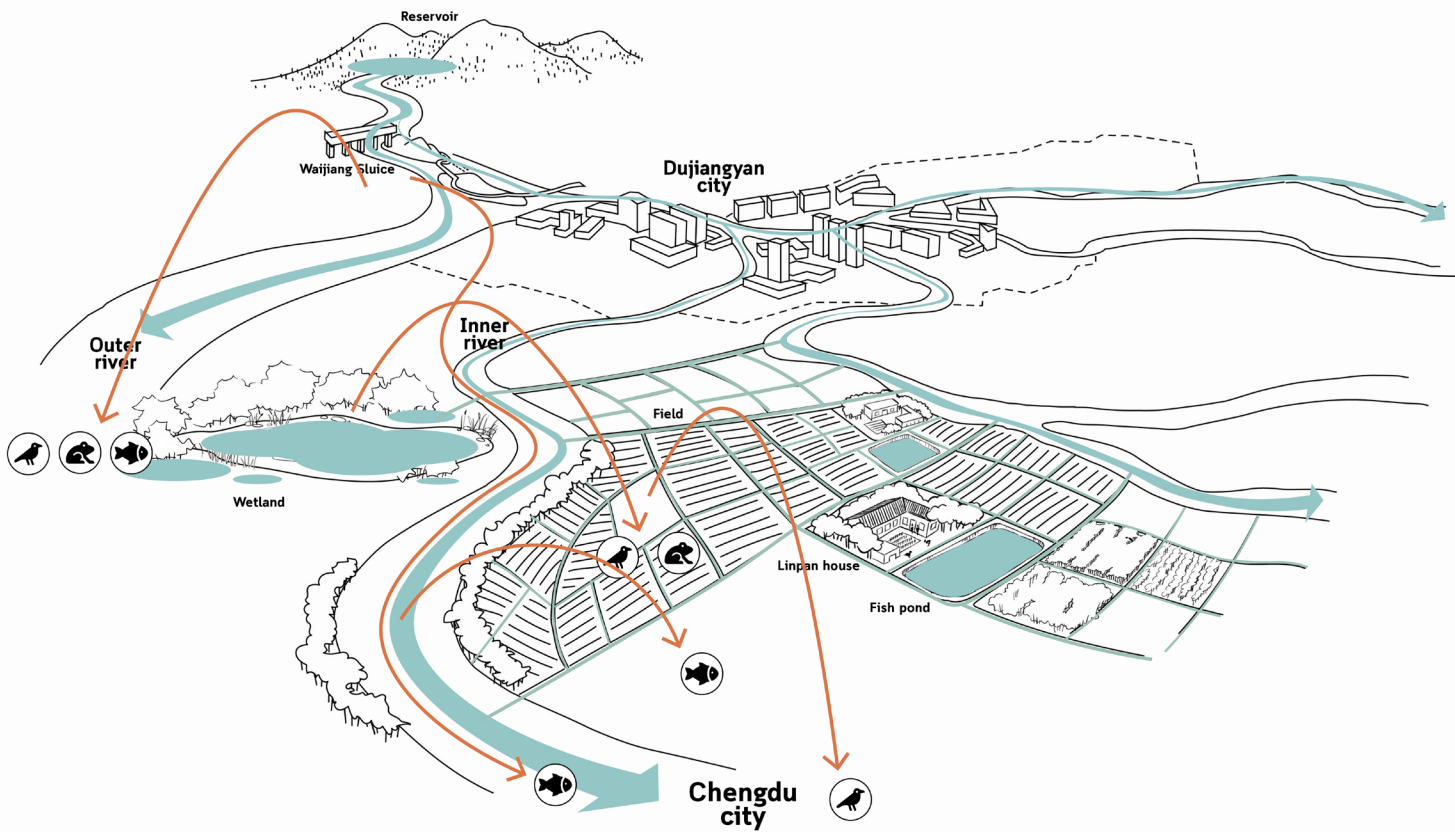 Reservoir
Waijiang Sluice
Dujiangyan
city
Outer
river
Inner
river
Field
Wetland
Linpan house
Fish pond
Chengdu
city